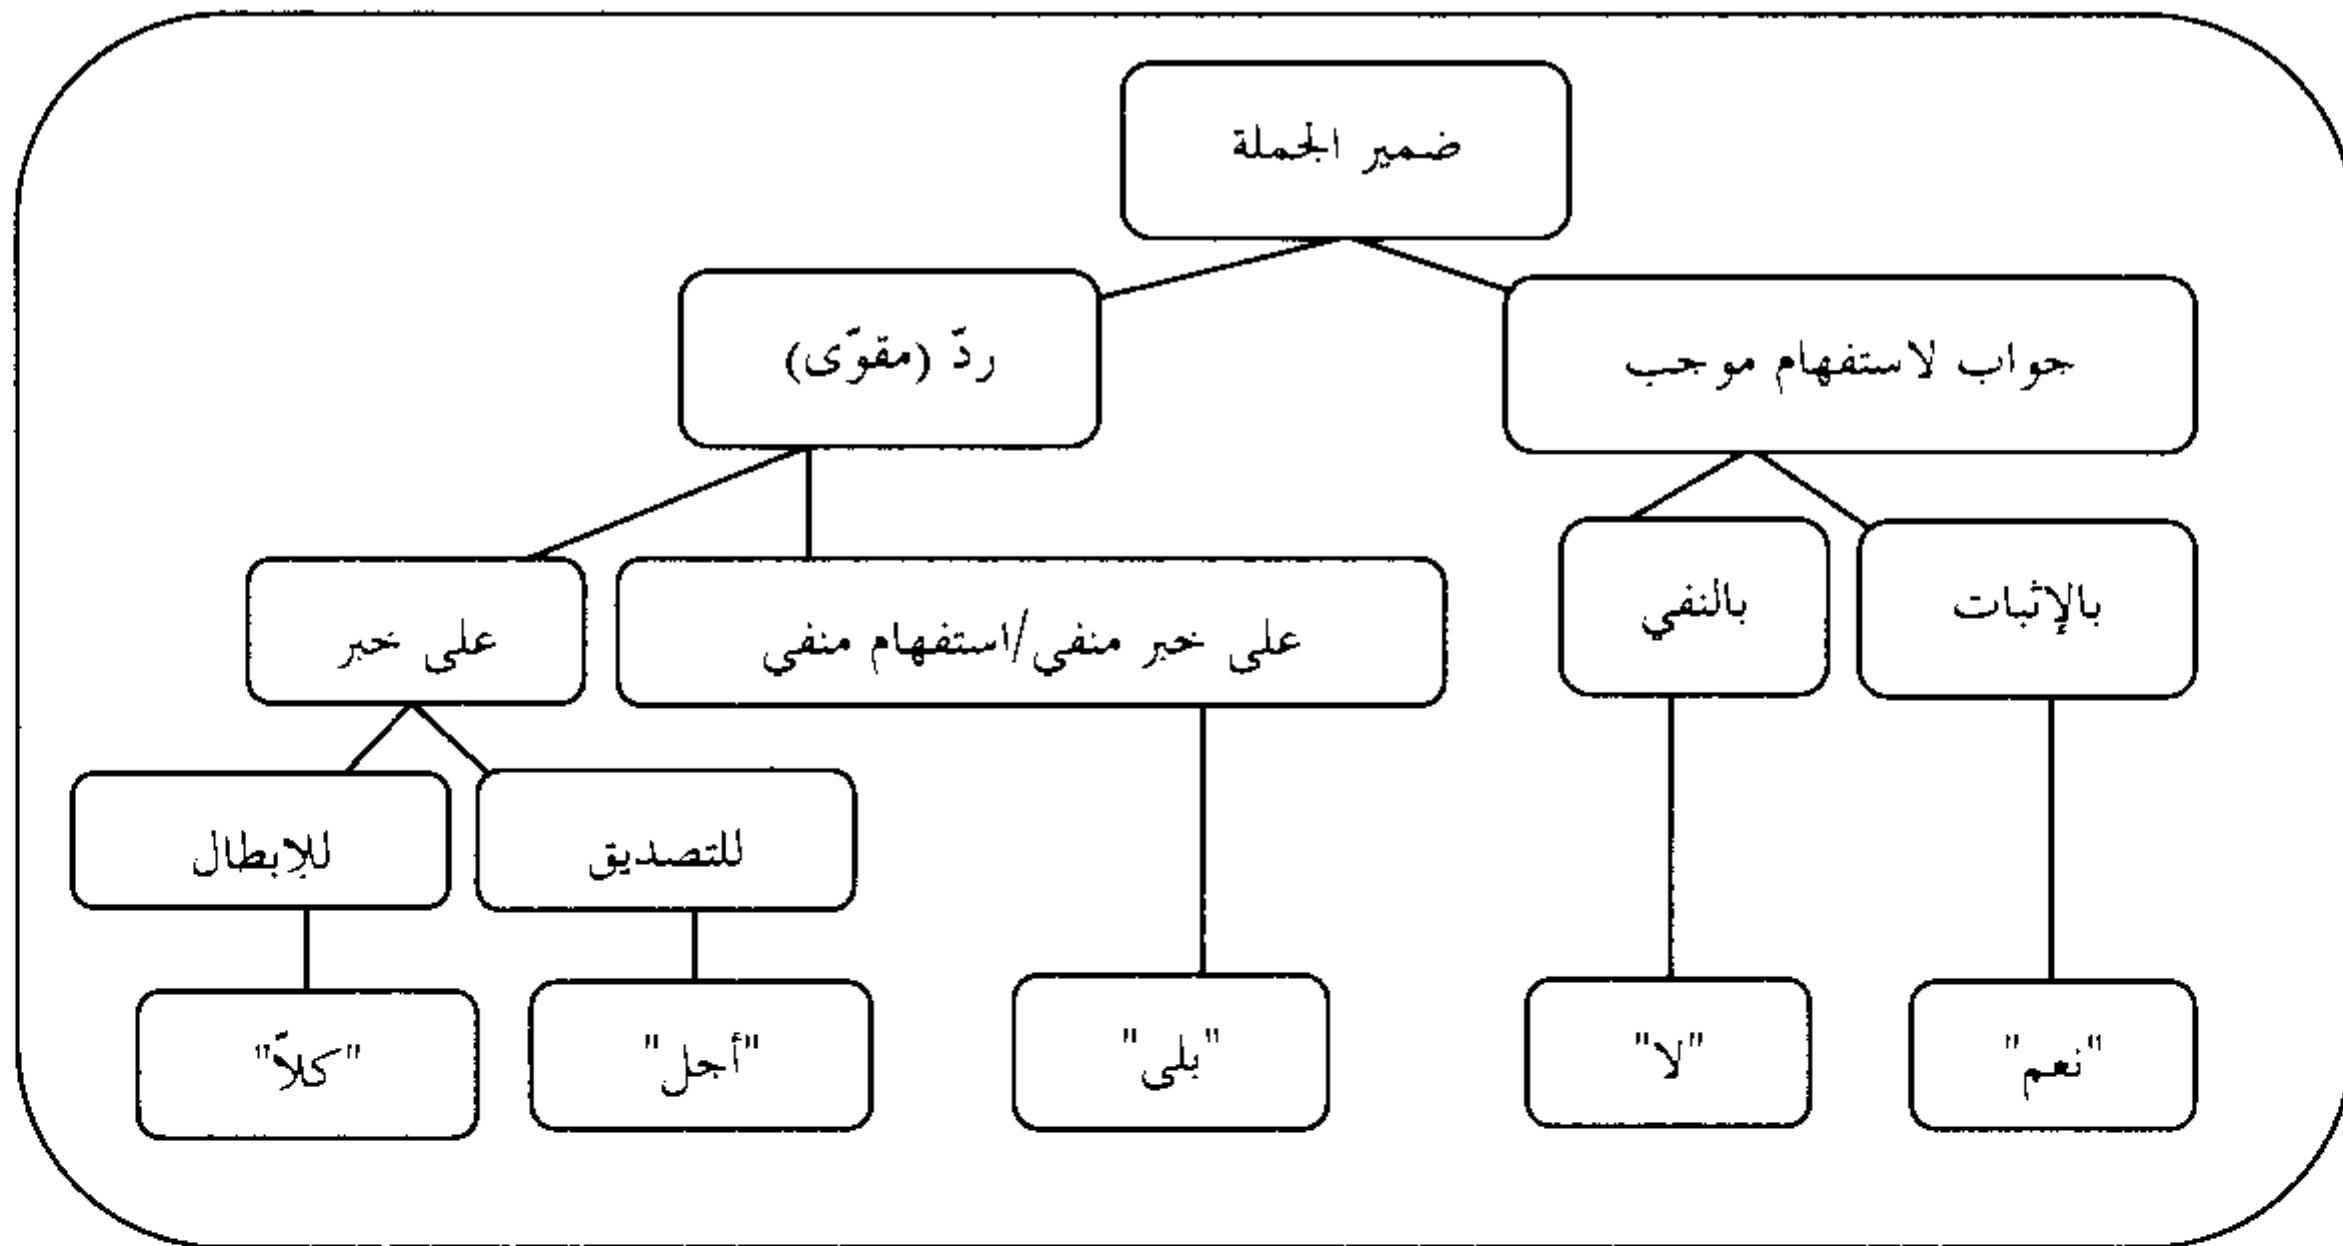 ضمير الجملة
جواب لاستفهام موجب
ردّ (مقوّى)
بالإثبات
بالنفي
على خبر منفي/استفهام منفي
على خبر
للتصديق
للإبطال
"نعم"
"لا"
"بلى"
"أجل"
"كلاّ"